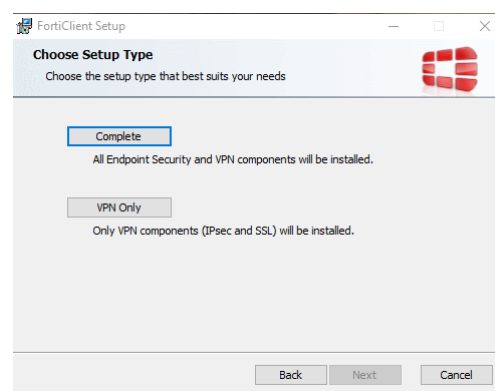 FortiClient Setup
Choose Setup Type
Choose the setup type that best suits your needs
Complete
All Endpoint Security and VPN components will be installed.
VPN Only
Only VPN components (IPsec and SSL) will be installed.
Back Next Cancel